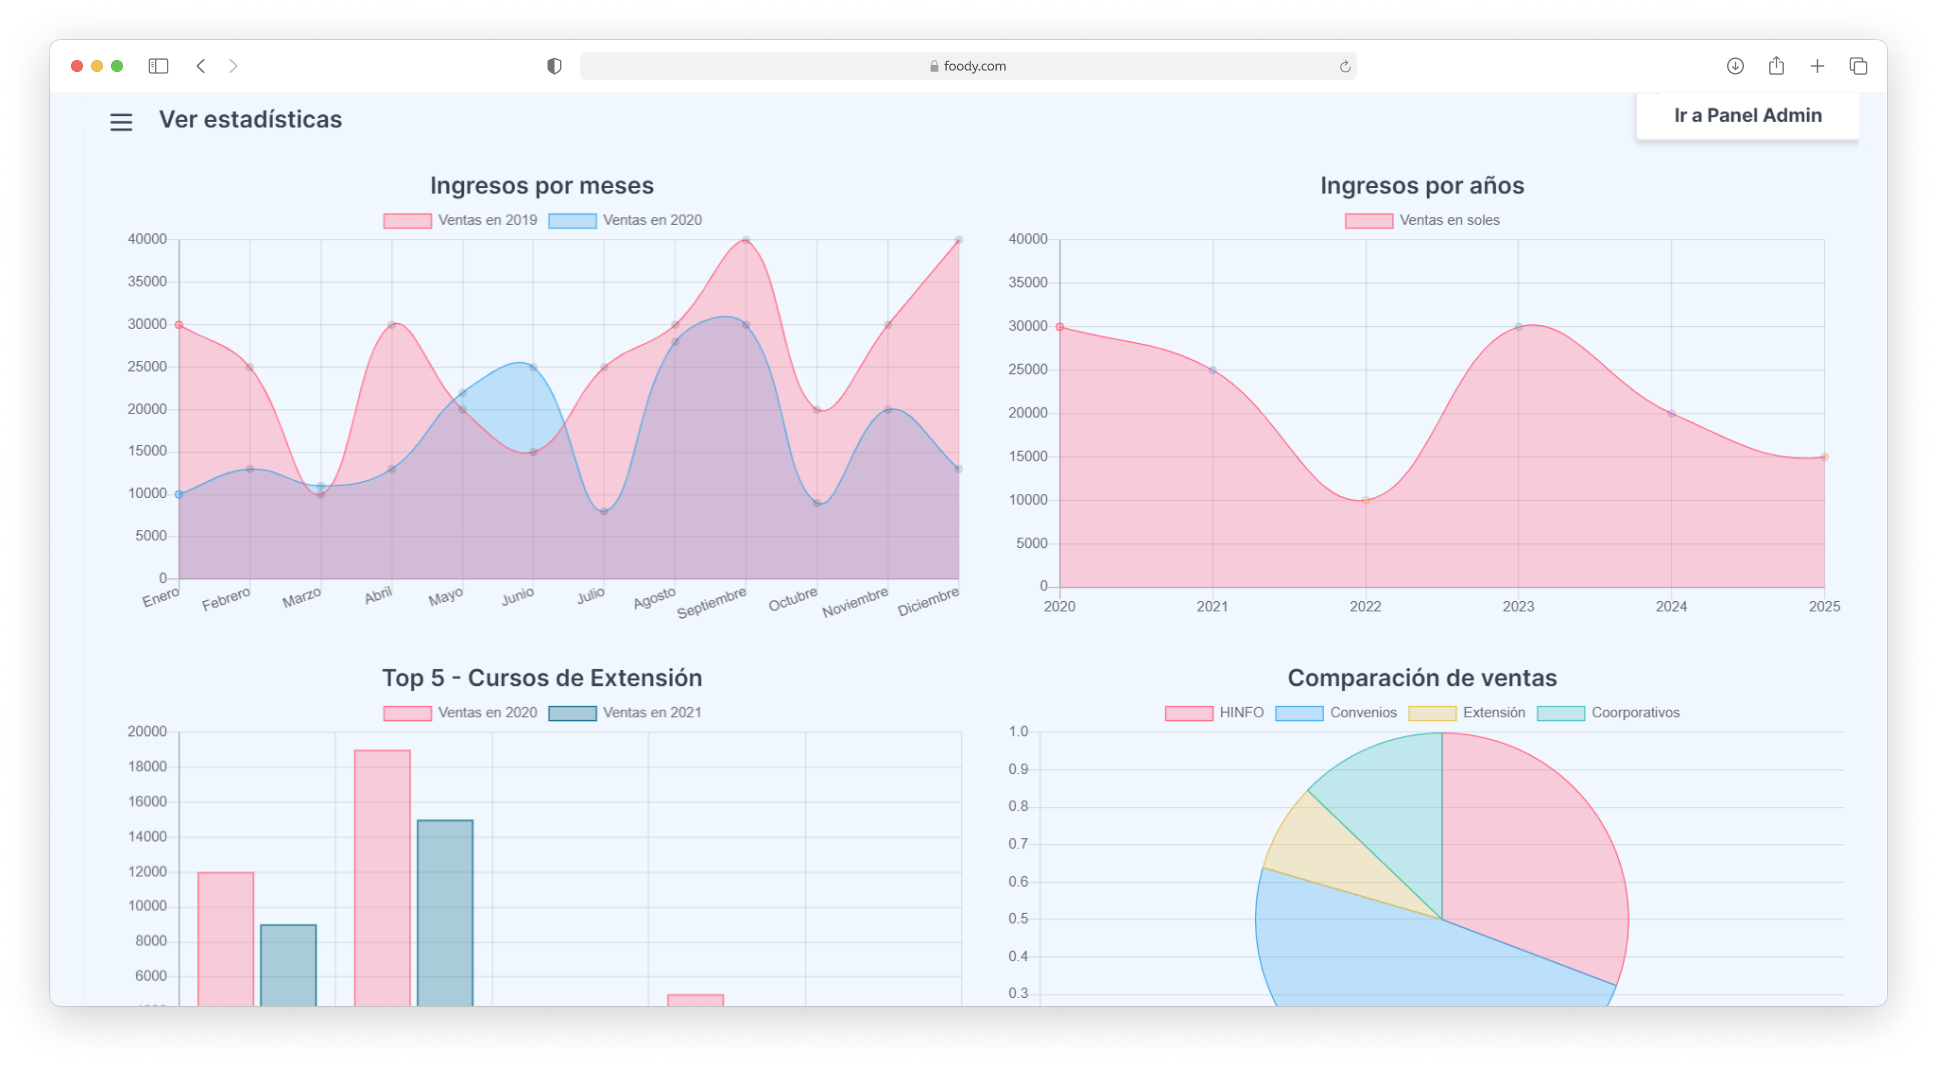 foody.com
Ver estadísticas
Ir a Panel Admin
Ingresos por meses
Ventas en 2019 Ventas en 2020
40000
35000
30000
25000
20000
15000
10000
5000
0
Enero Febrero Marzo Abril Mayo Junio Julio Agosto Septiembre Octubre Noviembre Diciembre
Ingresos por años
Ventas en soles
40000
35000
30000
25000
20000
15000
10000
5000
0
2020 2021 2022 2023 2024 2025
Top 5 - Cursos de Extensión
Ventas en 2020 Ventas en 2021
20000
18000
16000
14000
12000
10000
8000
6000
Comparación de ventas
HINFO Convenios Extensión Coorporativos
1.0
0.9
0.8
0.7
0.6
0.5
0.4
0.3